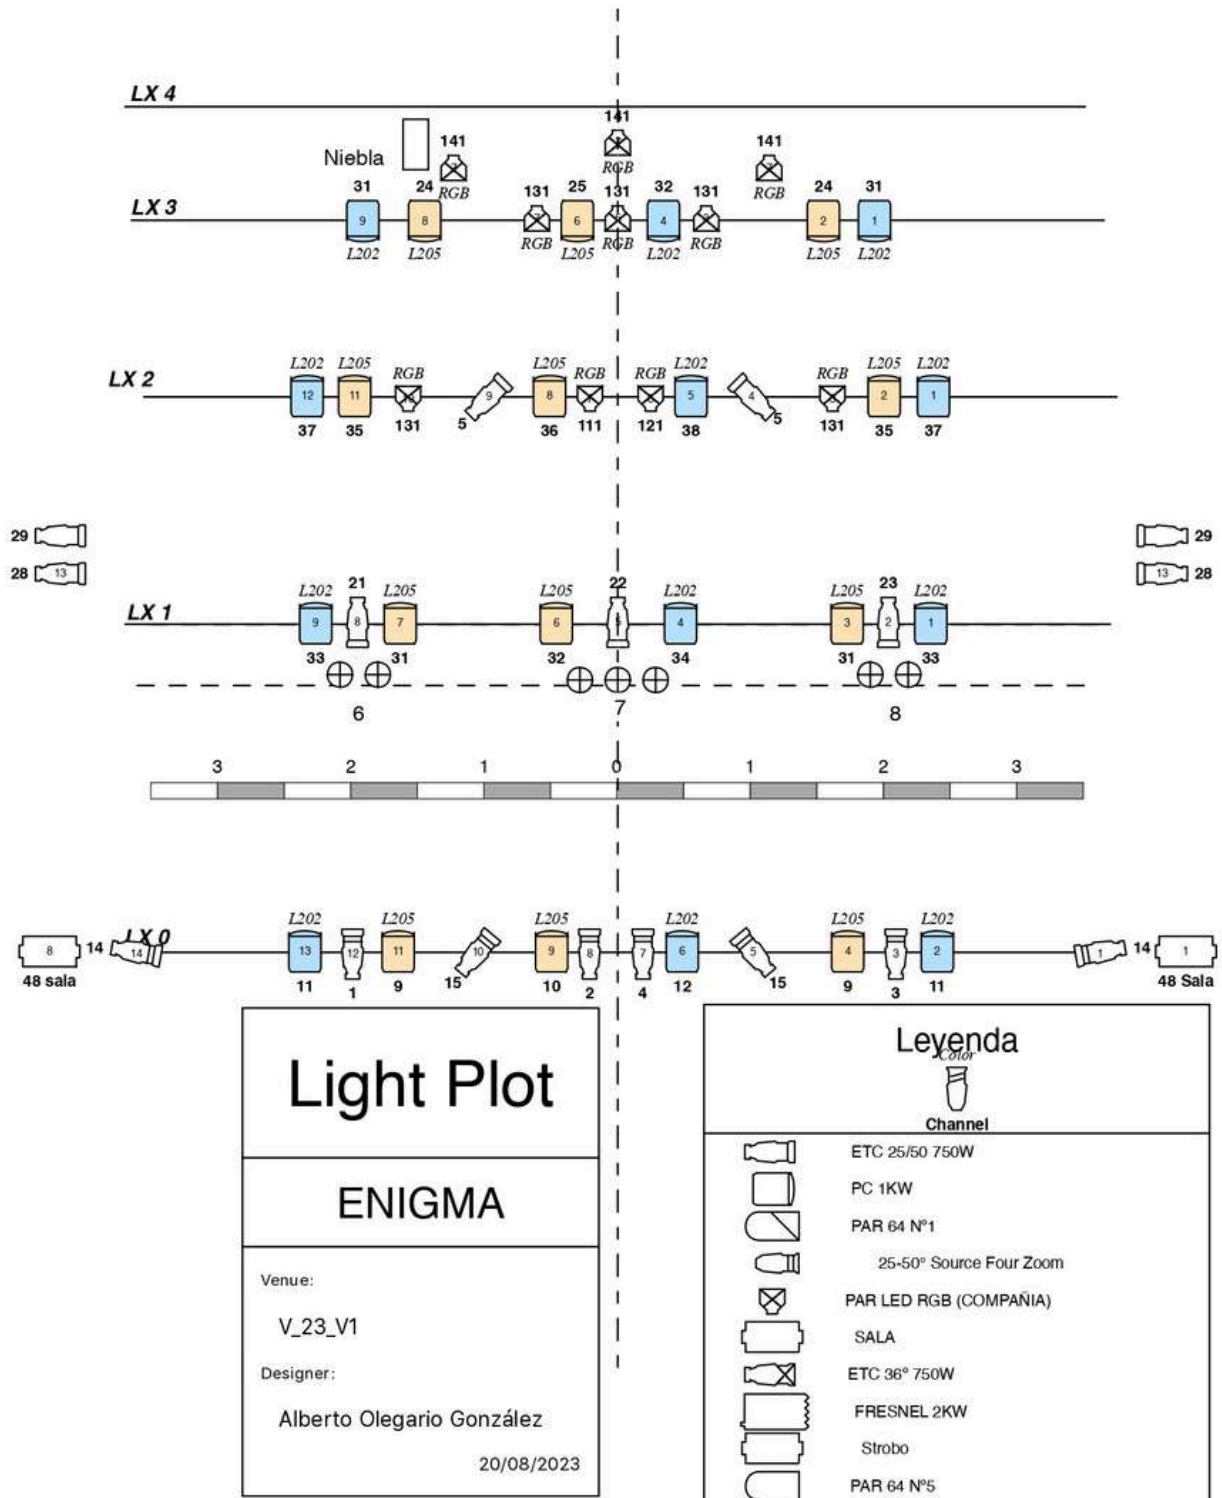 LX 4
141
Niebla
141
RGB
141
RGB
RGB
31 24 131 25 131 32 131 24 31
LX 3
9 8 6 4 2 1
L202 L205 RGB L205 RGB L202 RGB L205 L202
L202 L205 RGB L205 RGB RGB L202 RGB L205 L202
LX 2
12 11 9 8 5 4 2 1
37 35 131 5 36 111 121 38 5 131 35 37
29 29
28 13 13 28
L202 21 L205 L205 22 L202 L205 23 L202
LX 1
9 8 7 6 5 4 3 2 1
33 31 32 34 31 33
6 7 8
3 2 1 0 1 2 3
L202 L205 L205 L202 L205 L202
LX 0
8 14 14 13 12 11 10 9 8 7 6 5 4 3 2 1 14 1
48 sala 11 1 9 15 10 2 4 12 15 9 3 11 48 Sala
Light Plot
ENIGMA
Venue:
V_23_V1
Designer:
Alberto Olegario González
20/08/2023
Leyenda
Color
Channel
ETC 25/50 750W
PC 1KW
PAR 64 Nº1
25-50° Source Four Zoom
PAR LED RGB (COMPAÑIA)
SALA
ETC 36º 750W
FRESNEL 2KW
Strobo
PAR 64 Nº5